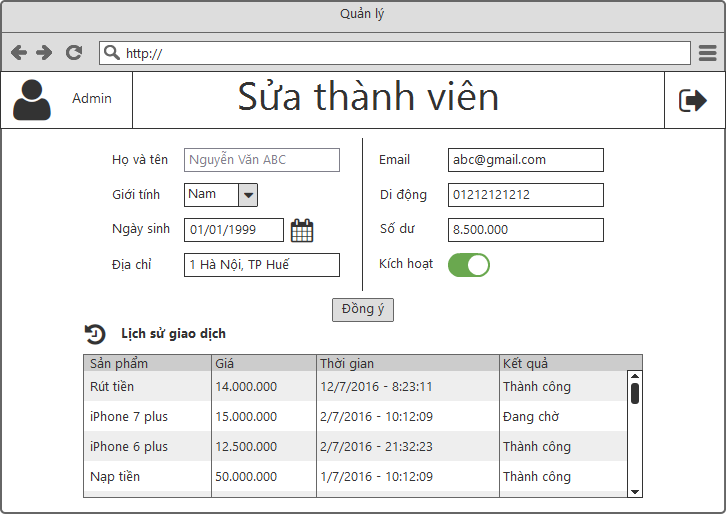 Quản lý
http://
Admin
Sửa thành viên
Họ và tên Nguyễn Văn ABC
Giới tính Nam
Ngày sinh 01/01/1999
Địa chỉ 1 Hà Nội, TP Huế
Email abc@gmail.com
Di động 01212121212
Số dư 8.500.000
Kích hoạt
Đồng ý
Lịch sử giao dịch
Sản phẩm Giá Thời gian Kết quả
Rút tiền 14.000.000 12/7/2016 - 8:23:11 Thành công
iPhone 7 plus 15.000.000 2/7/2016 - 10:12:09 Đang chờ
iPhone 6 plus 12.500.000 2/7/2016 - 21:32:23 Thành công
Nạp tiền 50.000.000 1/7/2016 - 10:12:09 Thành công